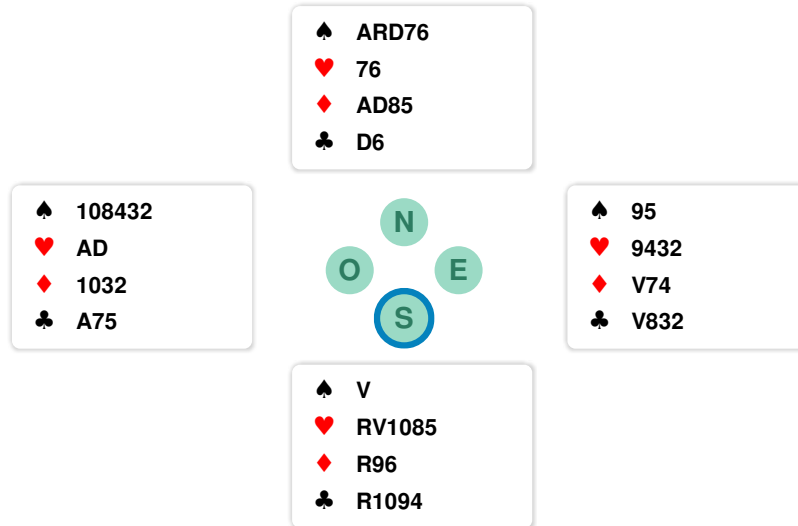 ♠ ARD76
♥ 76
♦ AD85
♣ D6
♠ 108432
♥ AD
♦ 1032
♣ A75
N
O E
S
♠ 95
♥ 9432
♦ V74
♣ V832
♠ V
♥ RV1085
♦ R96
♣ R1094